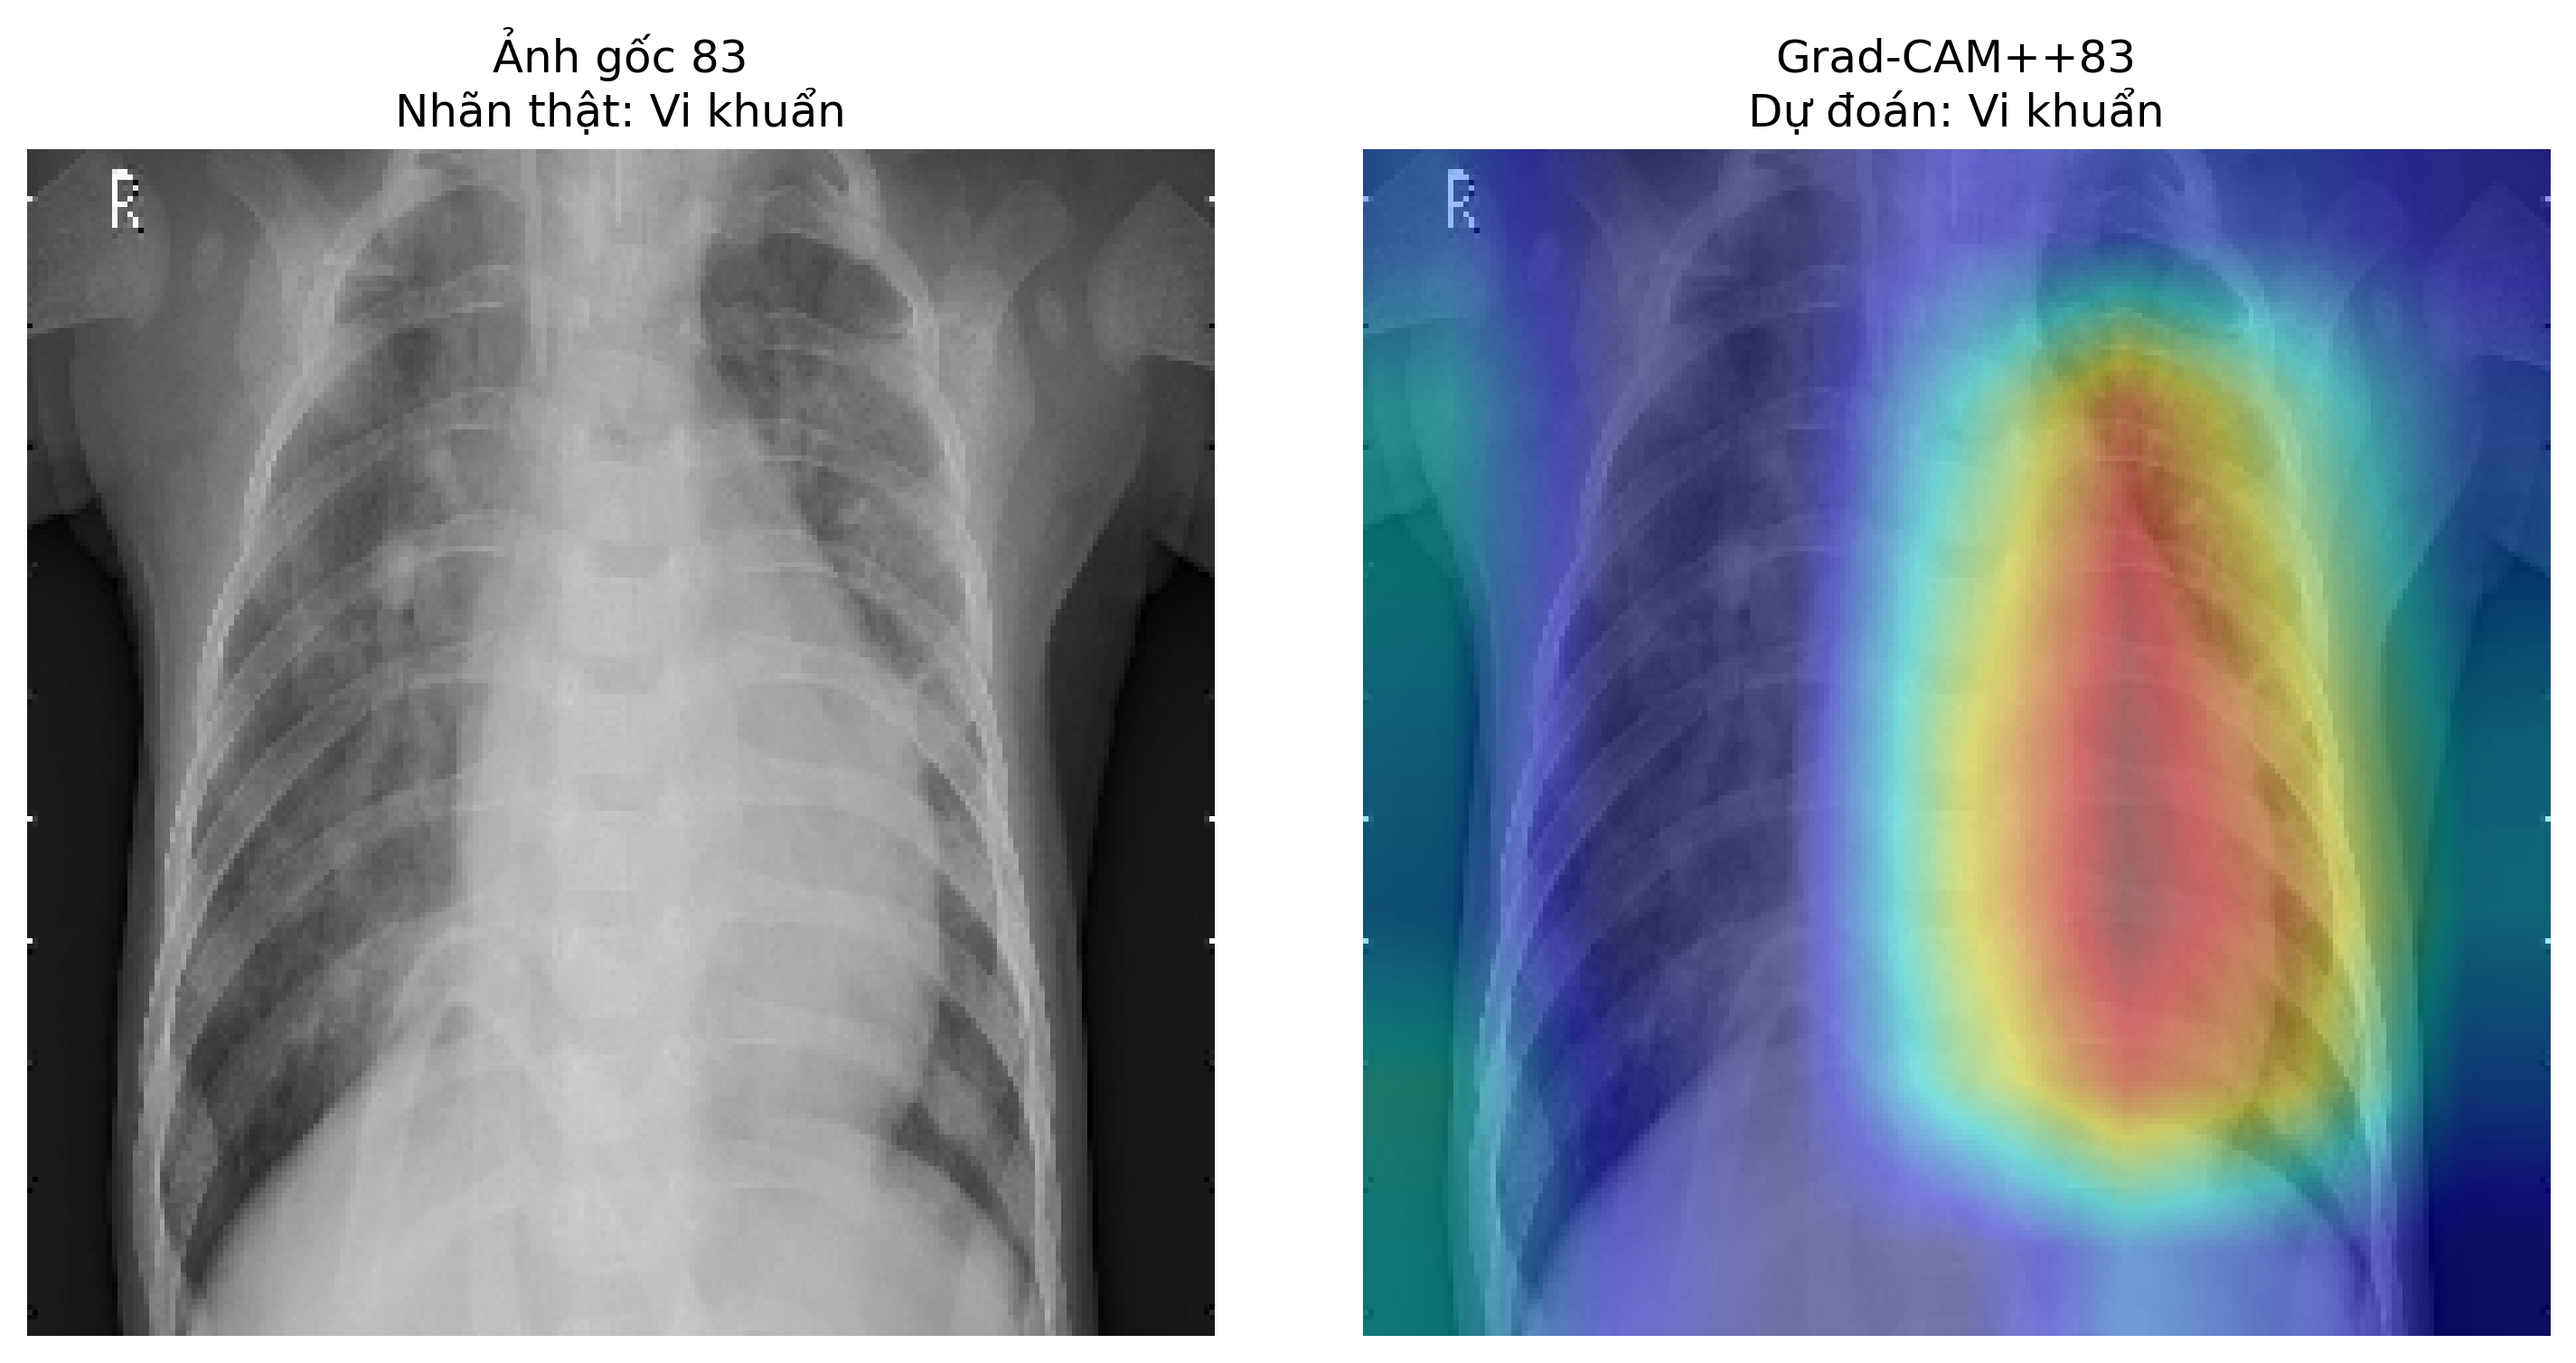 Ảnh gốc 83
Nhãn thật: Vi khuẩn
R
Grad-CAM++83
Dự đoán: Vi khuẩn
R